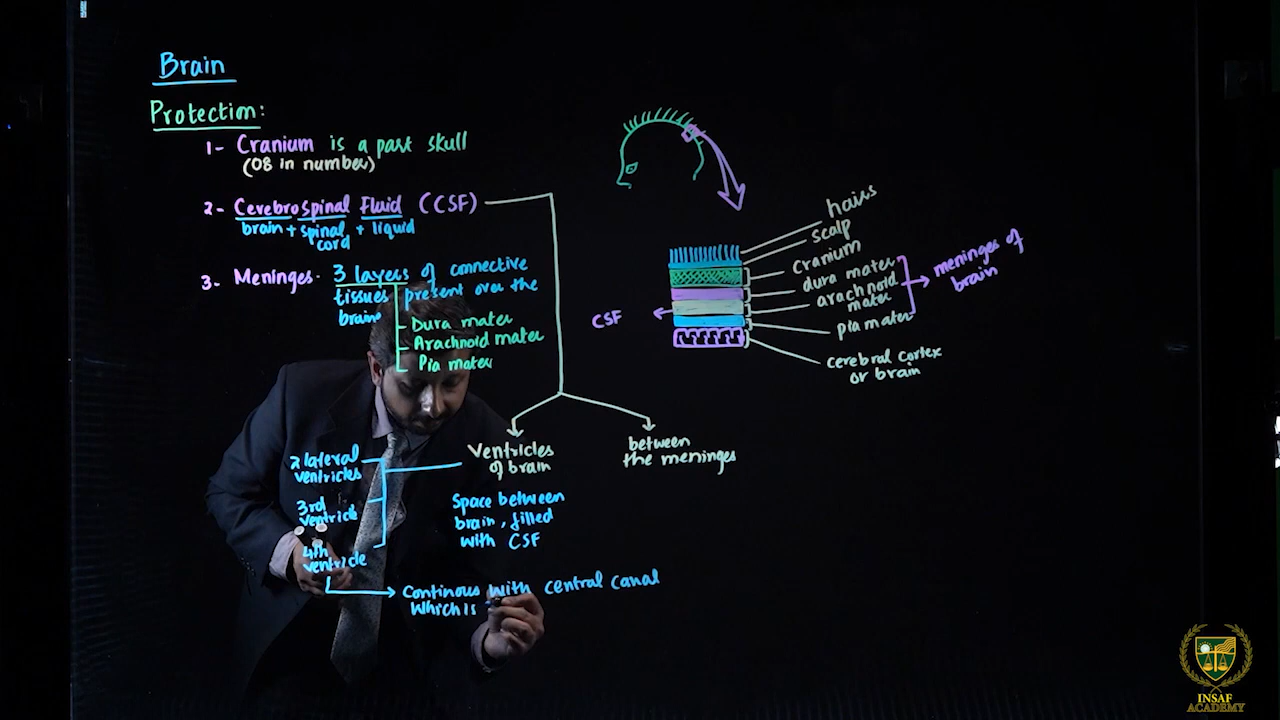 Brain
Protection:
1- Cranium is a part skull
(08 in number)
2- Cerebrospinal Fluid (CSF)
brain + spinal + liquid
cord
3. Meninges. 3 layers of connective
tissues present over the
brain
Dura mater
Arachnoid mater
Pia mater
hairs
scalp
cranium
dura mater
arachnoid
mater
pia mater
cerebral cortex
or brain
meninges of
brain
CSF
Ventricles
of brain
between
the meninges
2 lateral
ventricles
3rd
ventricle
4th
ventricle
Space between
brain, filled
with CSF
Continous with central canal
Which is
INSAF
ACADEMY